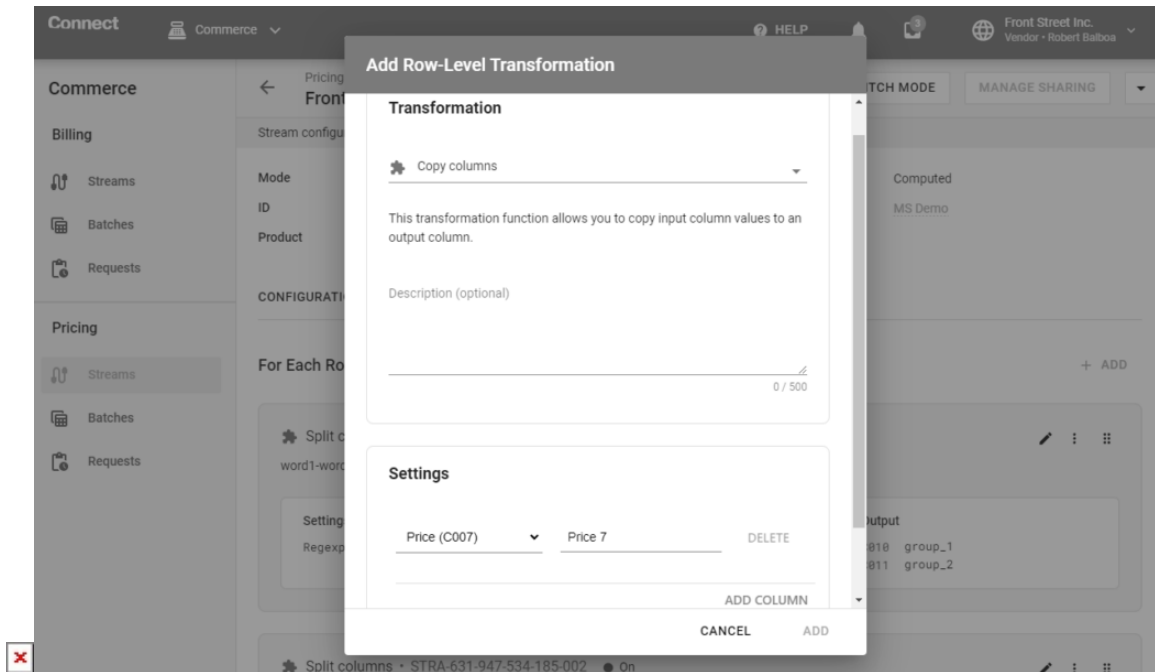 Connect
Commerce
HELP
3
Front Street Inc.
Vendor • Robert Balboa
Commerce
Billing
Streams
Batches
Requests
Pricing
Streams
Batches
Requests
Pricing
Front
TCH MODE
MANAGE SHARING
Stream configu
Mode
ID
Product
Computed
MS Demo
CONFIGURATI
For Each Ro
+ ADD
Split c
word1-word
Setting
Regexp
Output
C010 group_1
C011 group_2
Split columns • STRA-631-947-534-185-002 On
Add Row-Level Transformation
Transformation
Copy columns
This transformation function allows you to copy input column values to an
output column.
Description (optional)
0 / 500
Settings
Price (C007)
Price 7
DELETE
ADD COLUMN
CANCEL
ADD